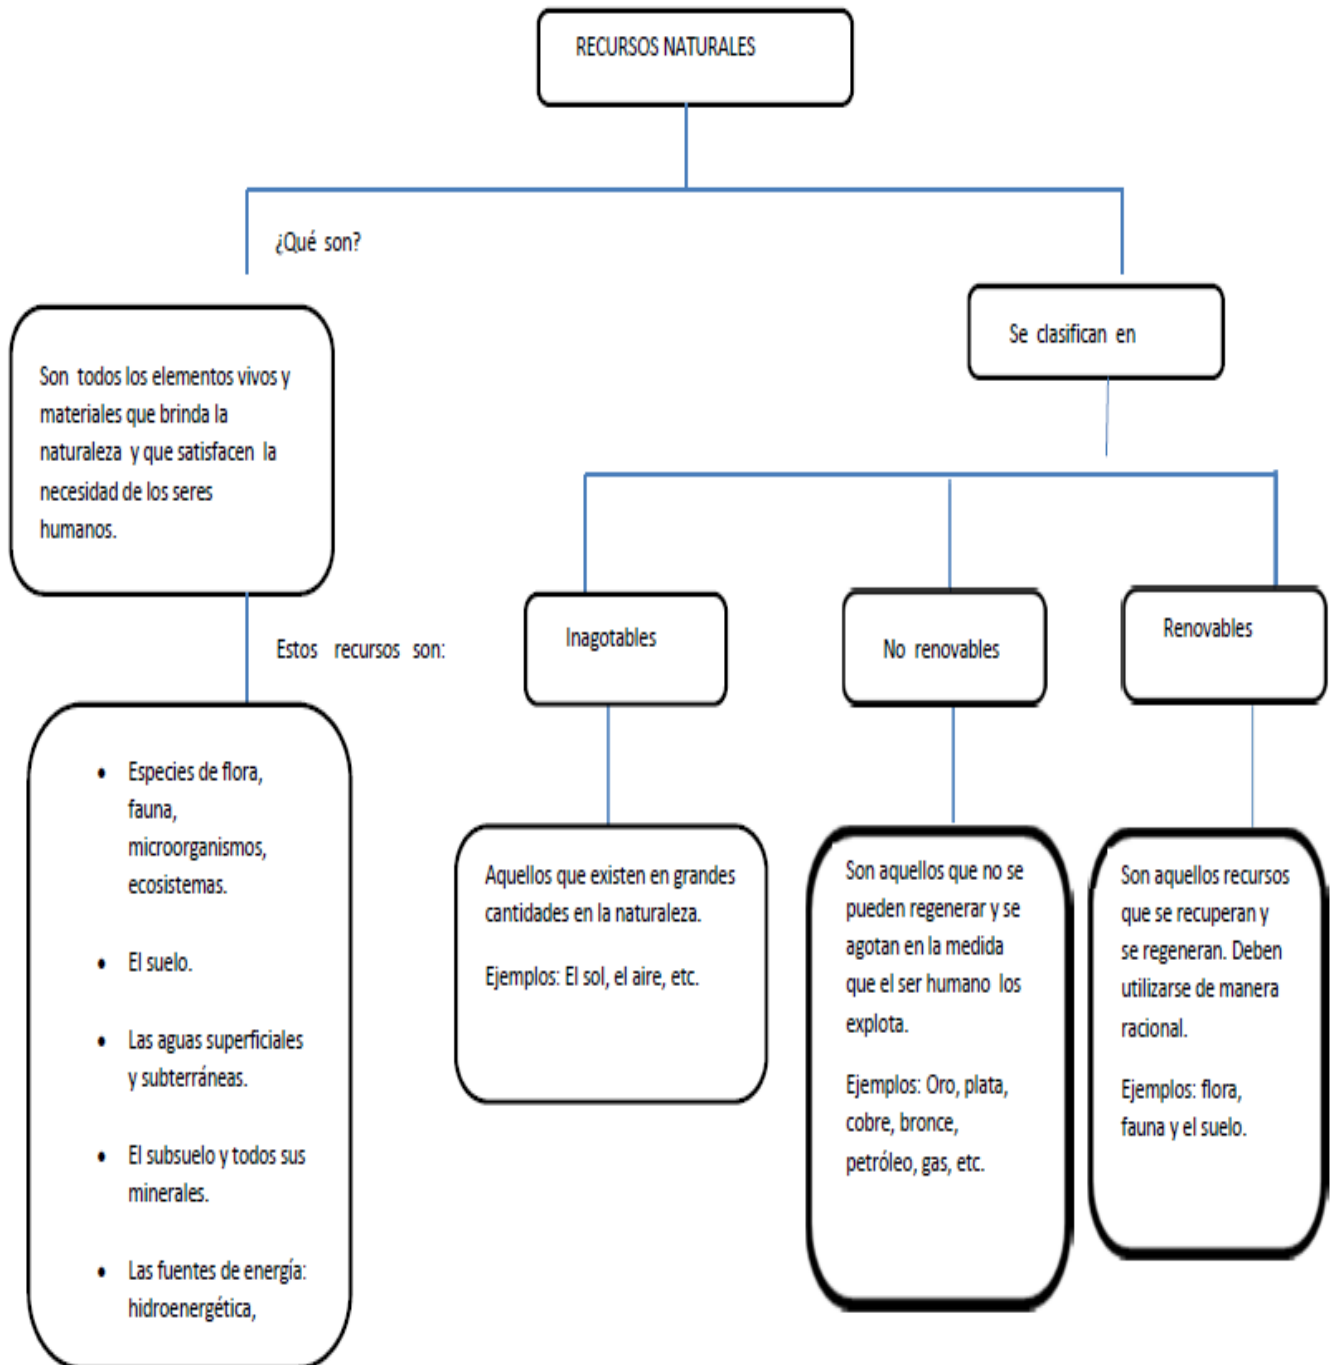 RECURSOS NATURALES
¿Qué son?
Son todos los elementos vivos y
materiales que brinda la
naturaleza y que satisfacen la
necesidad de los seres
humanos.
Estos recursos son:
• Especies de flora,
fauna,
microorganismos,
ecosistemas.
• El suelo.
• Las aguas superficiales
y subterráneas.
• El subsuelo y todos sus
minerales.
• Las fuentes de energía:
hidroenergética,
Se clasifican en
Inagotables
Aquellos que existen en grandes
cantidades en la naturaleza.
Ejemplos: El sol, el aire, etc.
No renovables
Son aquellos que no se
pueden regenerar y se
agotan en la medida
que el ser humano los
explota.
Ejemplos: Oro, plata,
cobre, bronce,
petróleo, gas, etc.
Renovables
Son aquellos recursos
que se recuperan y
se regeneran. Deben
utilizarse de manera
racional.
Ejemplos: flora,
fauna y el suelo.